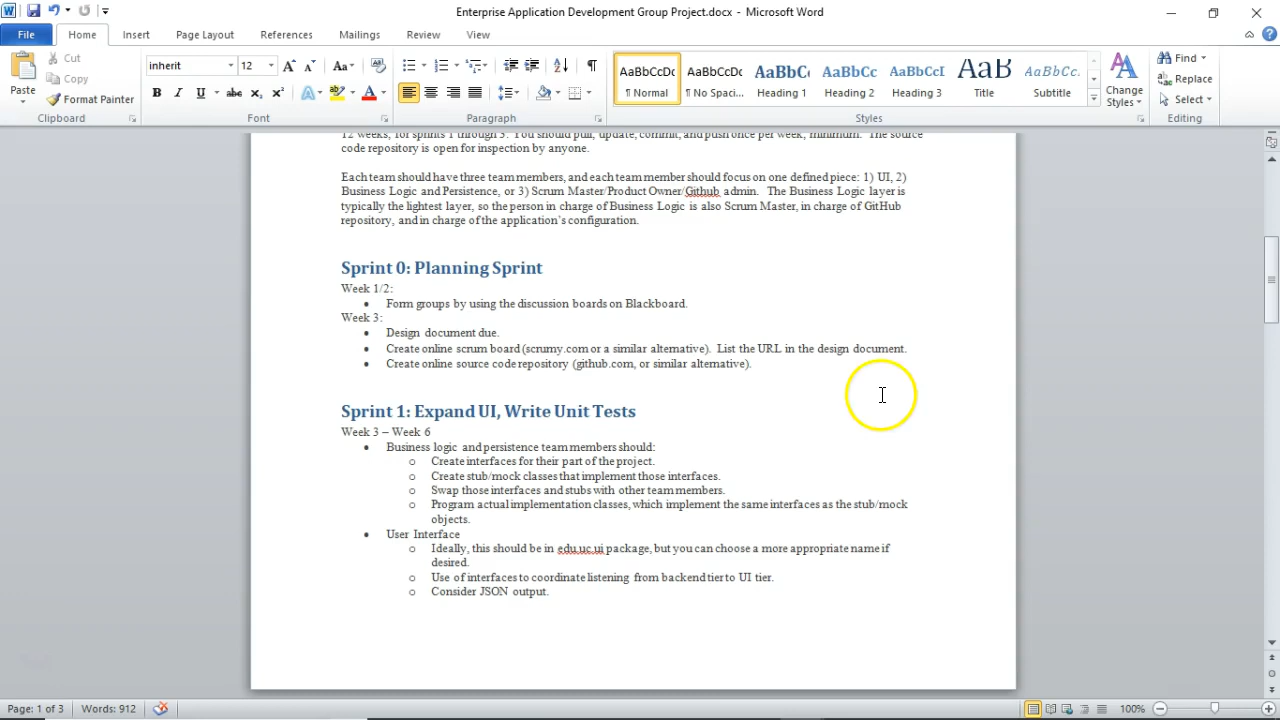 Enterprise Application Development Group Project.docx - Microsoft Word
File Home Insert Page Layout References Mailings Review View
Paste
Cut
Copy
Format Painter
Clipboard
inherit 12
Font
Paragraph
AaBbCcDc AaBbCcDc AaBbC AaBbCc AaBbCcI AaB AaBbCc.
¶ Normal ¶ No Spaci... Heading 1 Heading 2 Heading 3 Title Subtitle
Change Styles
Styles
Find
Replace
Select
Editing
12 weeks, for sprints 1 through 3. You should pull, update, commit, and push once per week, minimum. The source
code repository is open for inspection by anyone.
Each team should have three team members, and each team member should focus on one defined piece: 1) UI, 2)
Business Logic and Persistence, or 3) Scrum Master/Product Owner/Github admin. The Business Logic layer is
typically the lightest layer, so the person in charge of Business Logic is also Scrum Master, in charge of GitHub
repository, and in charge of the application's configuration.
Sprint 0: Planning Sprint
Week 1/2:
• Form groups by using the discussion boards on Blackboard.
Week 3:
• Design document due.
• Create online scrum board (scrumy.com or a similar alternative). List the URL in the design document.
• Create online source code repository (github.com, or similar alternative).
Sprint 1: Expand UI, Write Unit Tests
Week 3 – Week 6
• Business logic and persistence team members should:
o Create interfaces for their part of the project.
o Create stub/mock classes that implement those interfaces.
o Swap those interfaces and stubs with other team members.
o Program actual implementation classes, which implement the same interfaces as the stub/mock
objects.
• User Interface
o Ideally, this should be in edu.uc.ui package, but you can choose a more appropriate name if
desired.
o Use of interfaces to coordinate listening from backend tier to UI tier.
o Consider JSON output.
Page: 1 of 3 Words: 912 100%